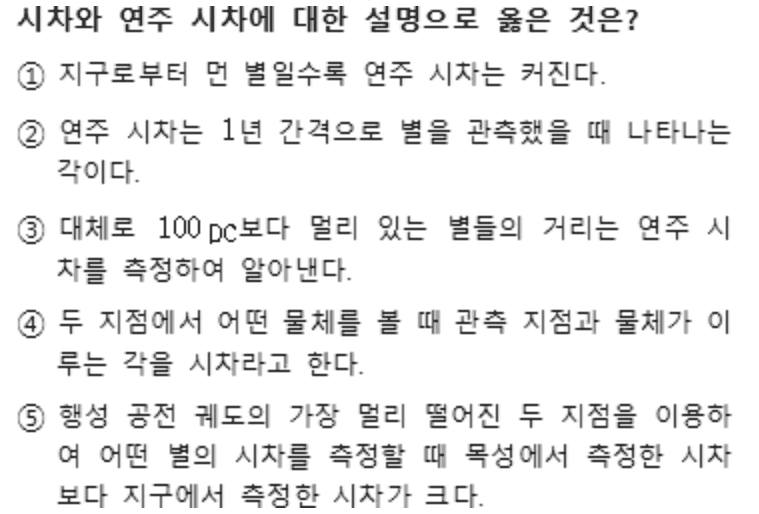 시차와 연주 시차에 대한 설명으로 옳은 것은?
① 지구로부터 먼 별일수록 연주 시차는 커진다.
② 연주 시차는 1년 간격으로 별을 관측했을 때 나타나는
각이다.
③ 대체로 100 pc보다 멀리 있는 별들의 거리는 연주 시
차를 측정하여 알아낸다.
④ 두 지점에서 어떤 물체를 볼 때 관측 지점과 물체가 이
루는 각을 시차라고 한다.
⑤ 행성 공전 궤도의 가장 멀리 떨어진 두 지점을 이용하
여 어떤 별의 시차를 측정할 때 목성에서 측정한 시차
보다 지구에서 측정한 시차가 크다.